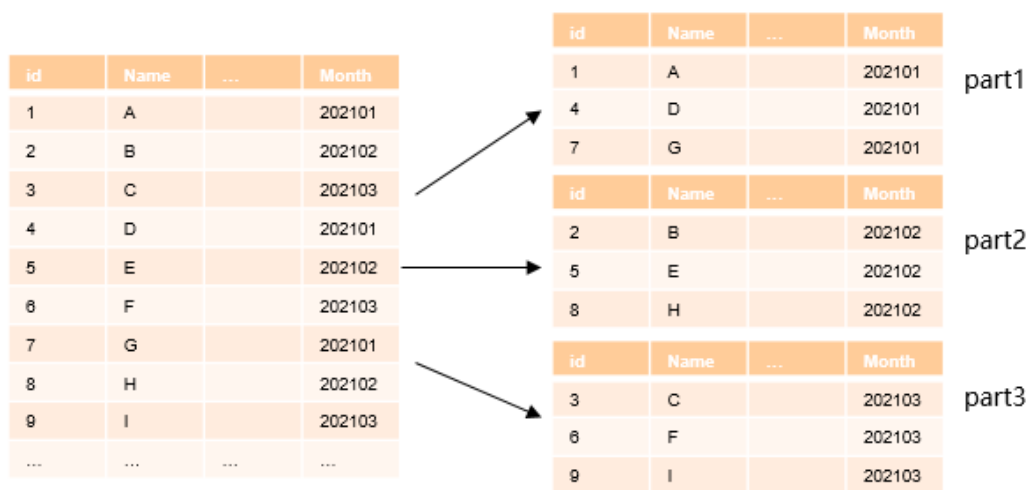 id Name ... Month
1 A 202101
2 B 202102
3 C 202103
4 D 202101
5 E 202102
6 F 202103
7 G 202101
8 H 202102
9 I 202103
... ... ... ...
id Name ... Month
1 A 202101
4 D 202101
7 G 202101
part1
id Name ... Month
2 B 202102
5 E 202102
8 H 202102
part2
id Name ... Month
3 C 202103
6 F 202103
9 I 202103
part3